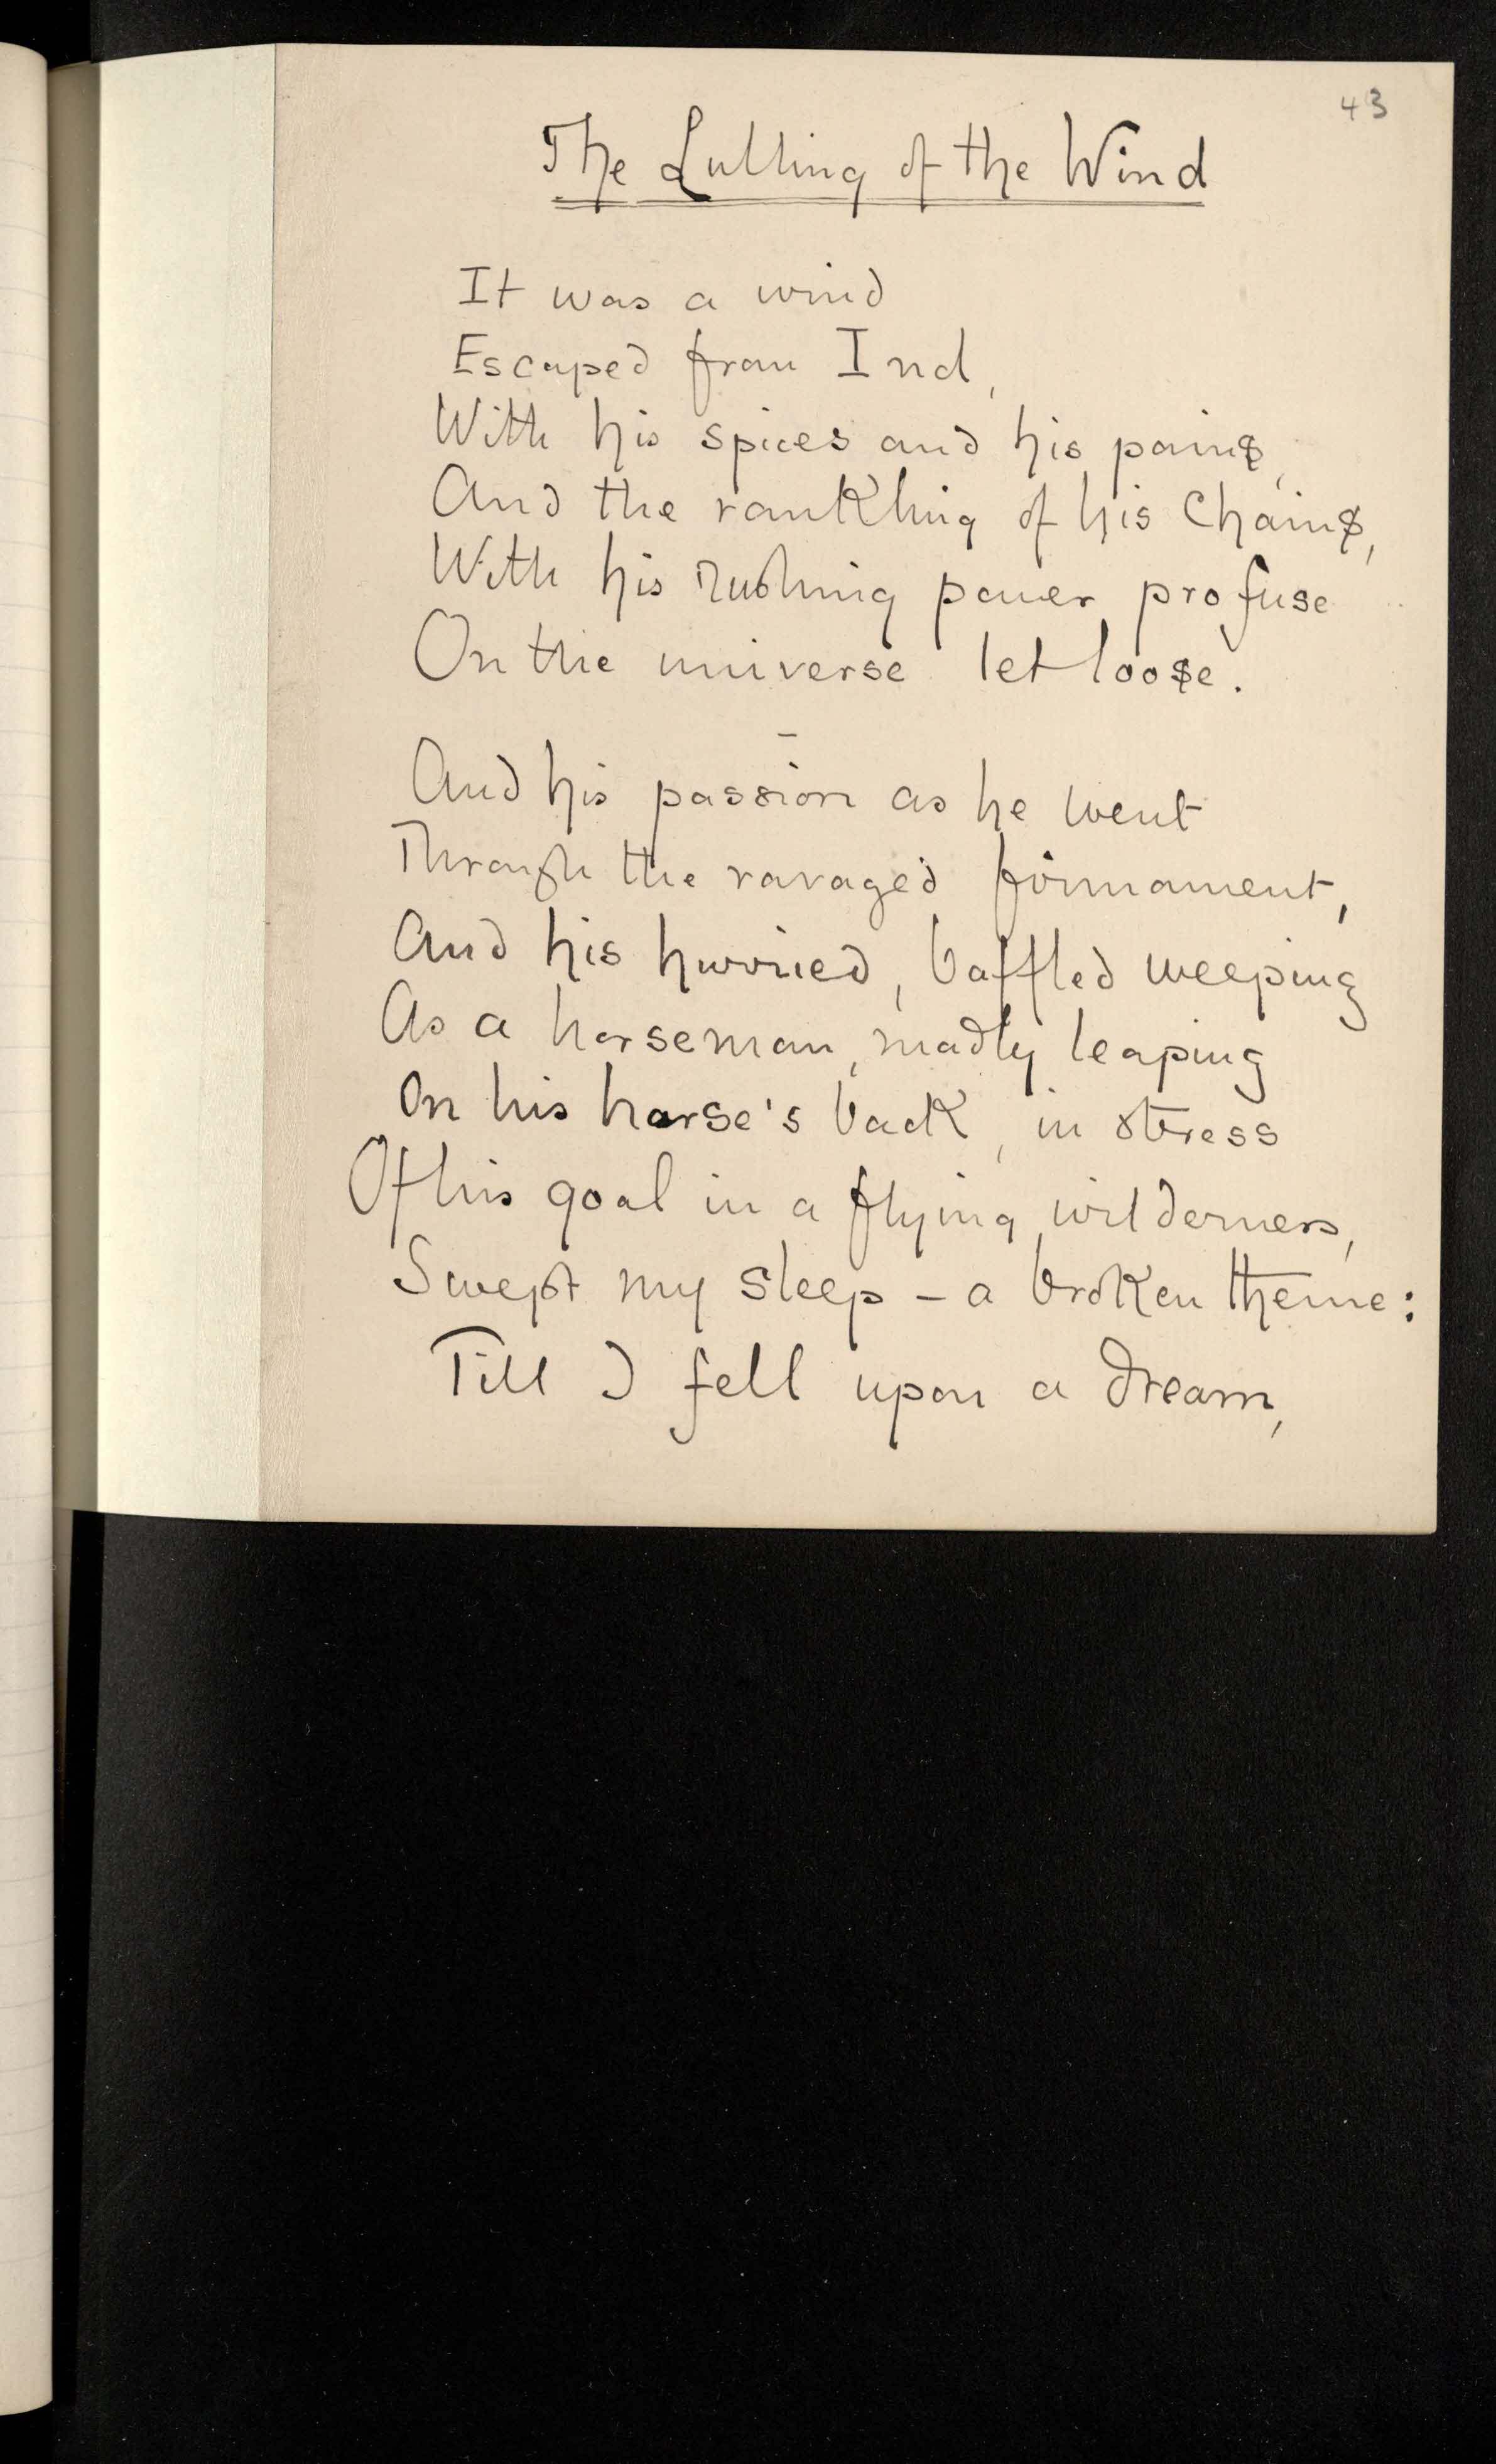 43
The Lulling of the Wind
It was a wind
Escaped from Ind,
With his spices and his pains,
And the rankling of his Chains,
With his rushing power profuse
On the universe let loose.
–
And his passion as he went
Through the ravaged firmament,
And his hurried, baffled weeping
As a horseman, madly leaping
On his horse's back, in stress
Of his goal in a flying wilderness,
Swept my sleep – a broken theme:
Till I fell upon a dream,